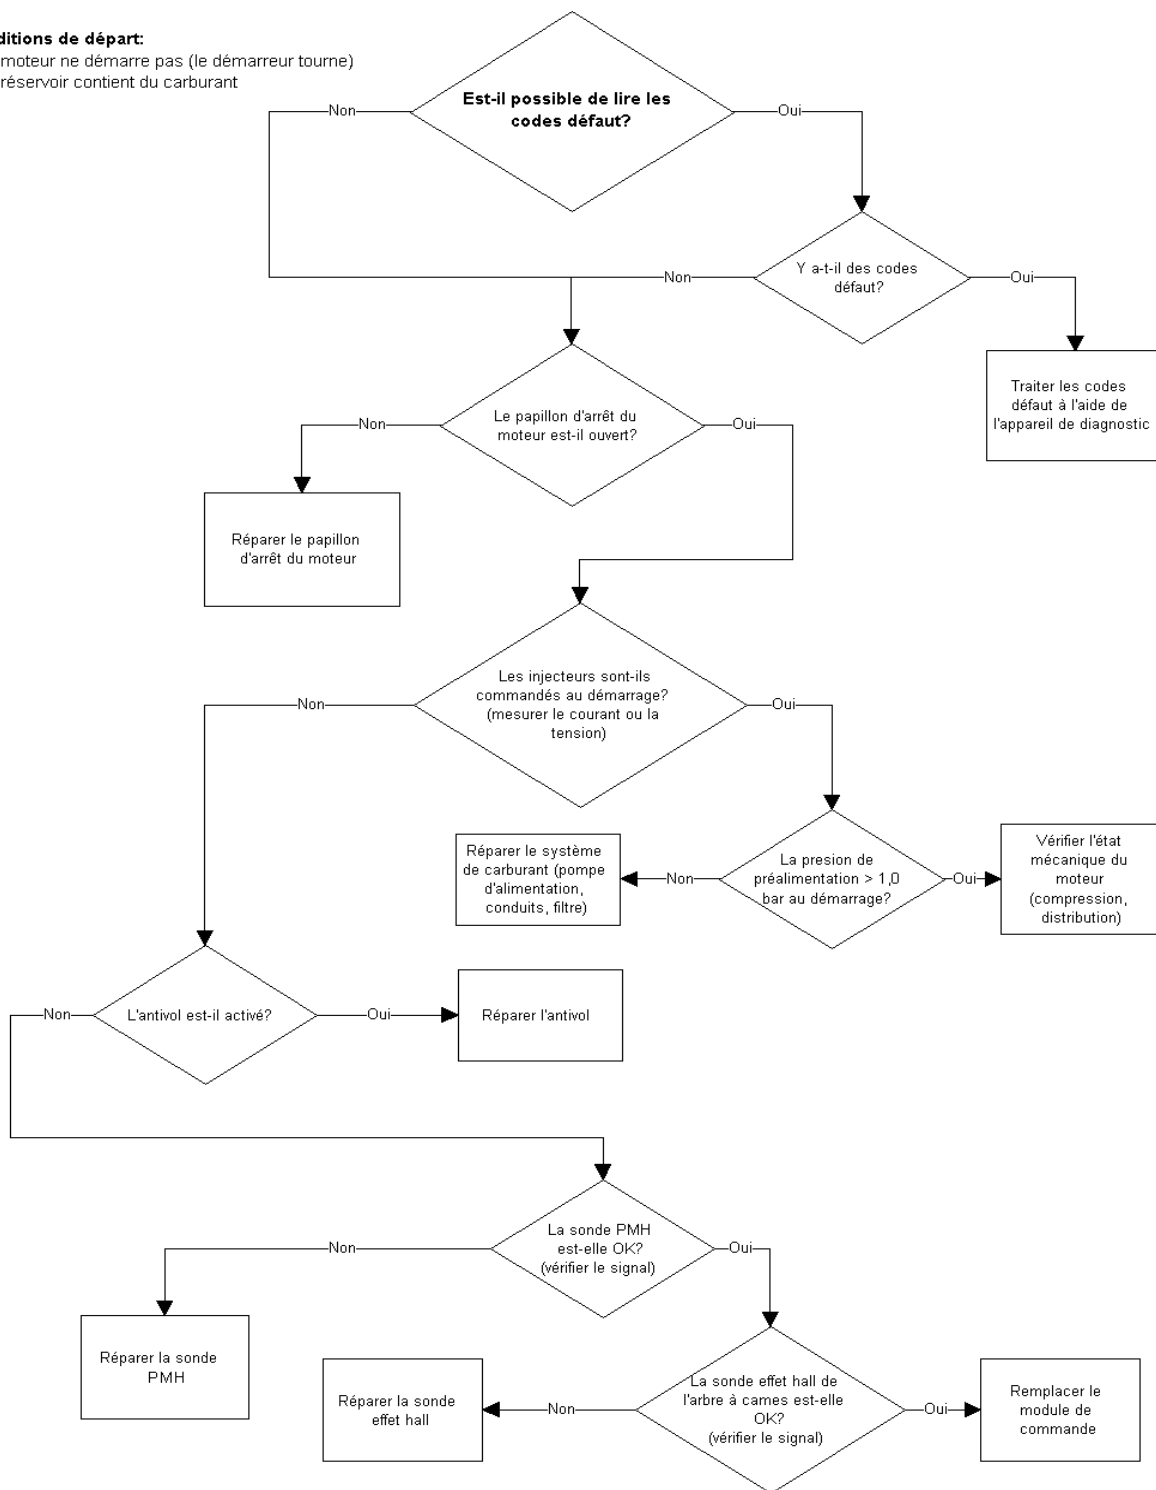 ditions de départ:
moteur ne démarre pas (le démarreur tourne)
réservoir contient du carburant
Est-il possible de lire les
codes défaut?
Non
Oui
Y a-t-il des codes
défaut?
Non
Oui
Traiter les codes
défaut à l'aide de
l'appareil de diagnostic
Le papillon d'arrêt du
moteur est-il ouvert?
Non
Oui
Réparer le papillon
d'arrêt du moteur
Les injecteurs sont-ils
commandés au démarrage?
(mesurer le courant ou la
tension)
Non
Oui
Réparer le système
de carburant (pompe
d'alimentation,
conduits, filtre)
Non
La presion de
préalimentation > 1,0
bar au démarrage?
Oui
Vérifier l'état
mécanique du
moteur
(compression,
distribution)
Non
L'antivol est-il activé?
Oui
Réparer l'antivol
La sonde PMH
est-elle OK?
(vérifier le signal)
Non
Oui
Réparer la sonde
PMH
Réparer la sonde
effet hall
Non
La sonde effet hall de
l'arbre à cames est-elle
OK?
(vérifier le signal)
Oui
Remplacer le
module de
commande